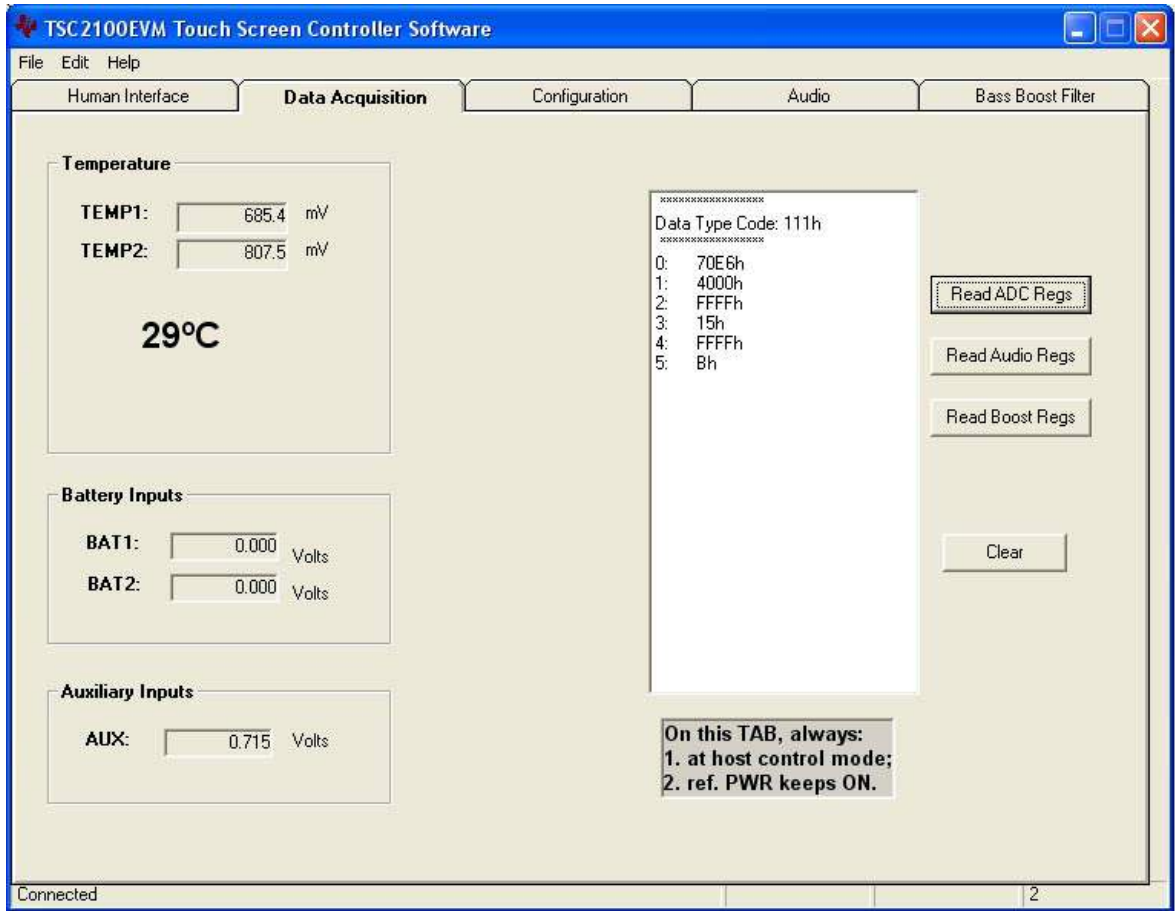 TSC2100EVM Touch Screen Controller Software
File Edit Help
Human Interface Data Acquisition Configuration Audio Bass Boost Filter
Temperature
TEMP1: 685.4 mV
TEMP2: 807.5 mV
29ºC
Battery Inputs
BAT1: 0.000 Volts
BAT2: 0.000 Volts
Auxiliary Inputs
AUX: 0.715 Volts
*****************
Data Type Code: 111h
*****************
0: 70E6h
1: 4000h
2: FFFFh
3: 15h
4: FFFFh
5: Bh
Read ADC Regs
Read Audio Regs
Read Boost Regs
Clear
On this TAB, always:
1. at host control mode;
2. ref. PWR keeps ON.
Connected 2